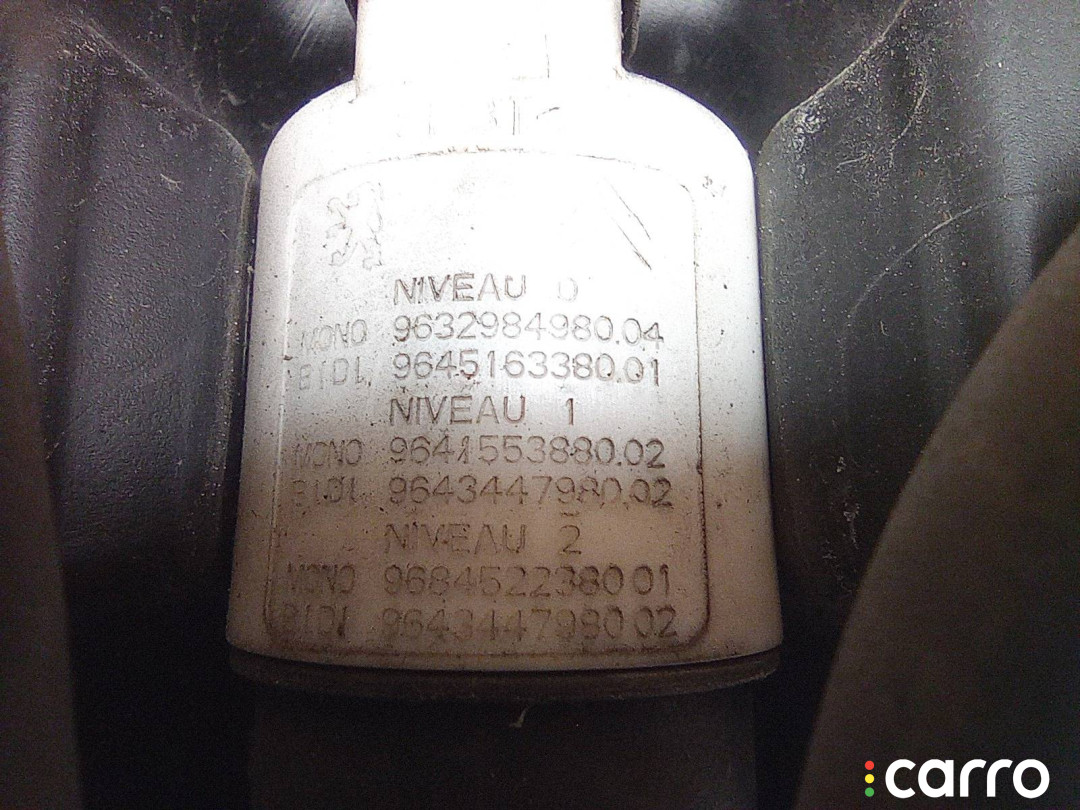 NIVEAU 0
MONO 9632984980.04
BIDI. 9645163380.01
NIVEAU 1
MONO 9641553880.02
BIDI. 9643447980.02
NIVEAU 2
MONO 9684522380 01
BIDI 9643447980 02
carro